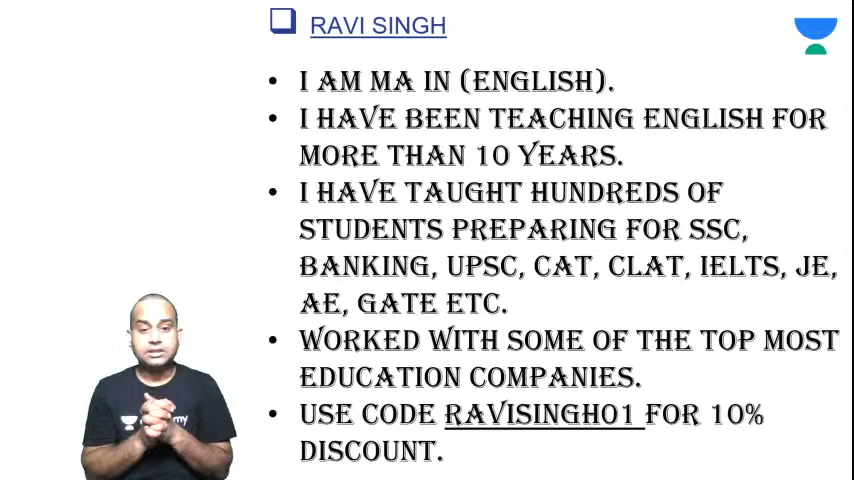 RAVI SINGH
I AM MA IN (ENGLISH).
I HAVE BEEN TEACHING ENGLISH FOR
MORE THAN 10 YEARS.
I HAVE TAUGHT HUNDREDS OF
STUDENTS PREPARING FOR SSC,
BANKING, UPSC, CAT, CLAT, IELTS, JE,
AE, GATE ETC.
WORKED WITH SOME OF THE TOP MOST
EDUCATION COMPANIES.
USE CODE RAVISINGH01 FOR 10%
DISCOUNT.